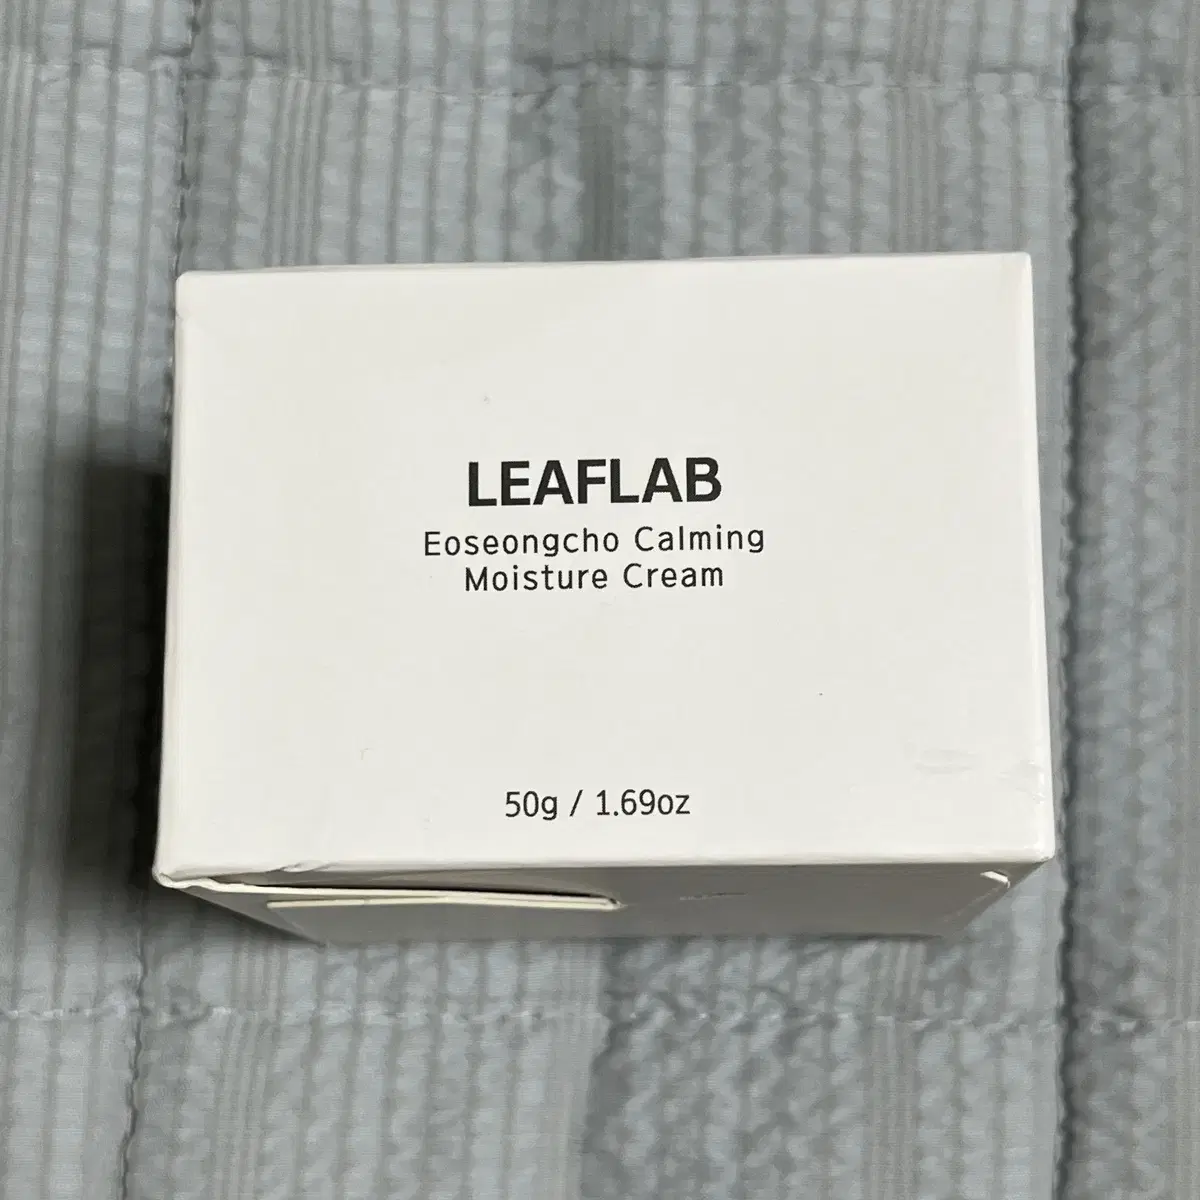 LEAFLAB
Eoseongcho Calming
Moisture Cream
50g / 1.69oz